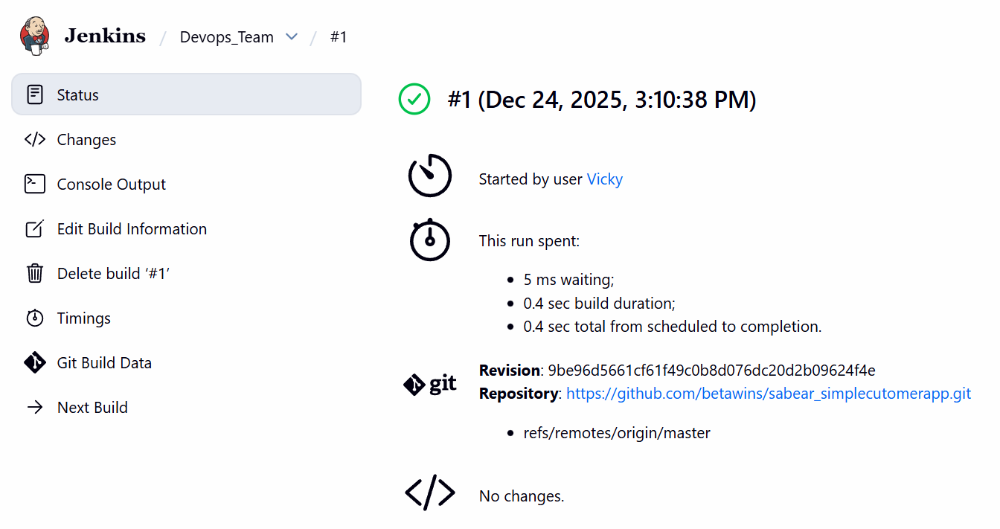 Jenkins / Devops_Team / #1
Status
Changes
Console Output
Edit Build Information
Delete build ‘#1’
Timings
Git Build Data
Next Build
#1 (Dec 24, 2025, 3:10:38 PM)
Started by user Vicky
This run spent:
• 5 ms waiting;
• 0.4 sec build duration;
• 0.4 sec total from scheduled to completion.
git
Revision: 9be96d5661cf61f49c0b8d076dc20d2b09624f4e
Repository: https://github.com/betawins/sabear_simplecutomerapp.git
• refs/remotes/origin/master
No changes.